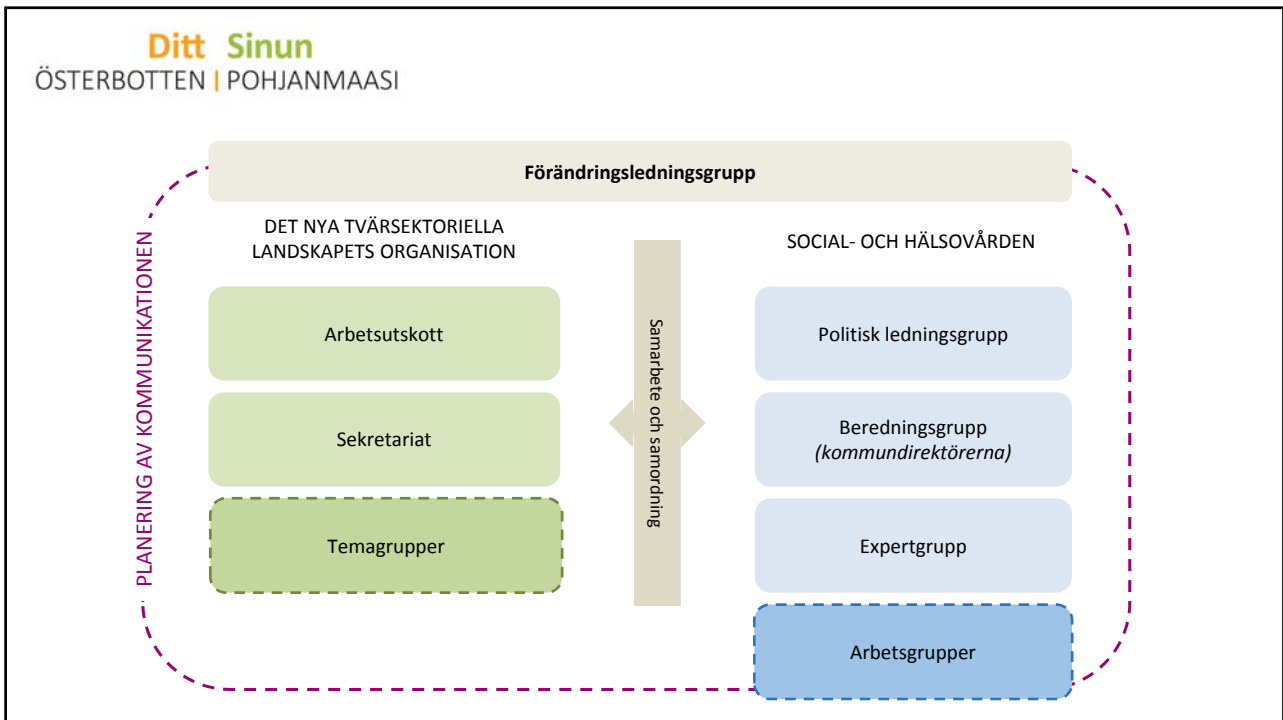 Ditt Sinun
ÖSTERBOTTEN | POHJANMAASI
Förändringsledningsgrupp
PLANERING AV KOMMUNIKATIONEN
DET NYA TVÄRSEKTORIELLA
LANDSKAPETS ORGANISATION
Arbetsutskott
Sekretariat
Temagrupper
Samarbete och samordning
SOCIAL- OCH HÄLSOVÅRDEN
Politisk ledningsgrupp
Beredningsgrupp
(kommundirektörerna)
Expertgrupp
Arbetsgrupper